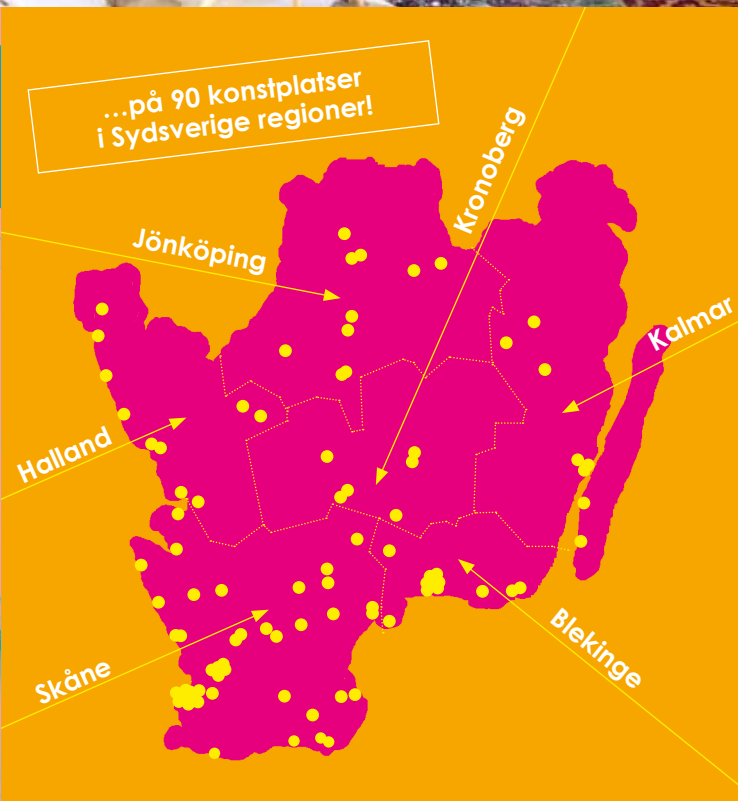 …på 90 konstplatser
i Sydsverige regioner!
Kronoberg
Jönköping
Kalmar
Halland
Skåne
Blekinge